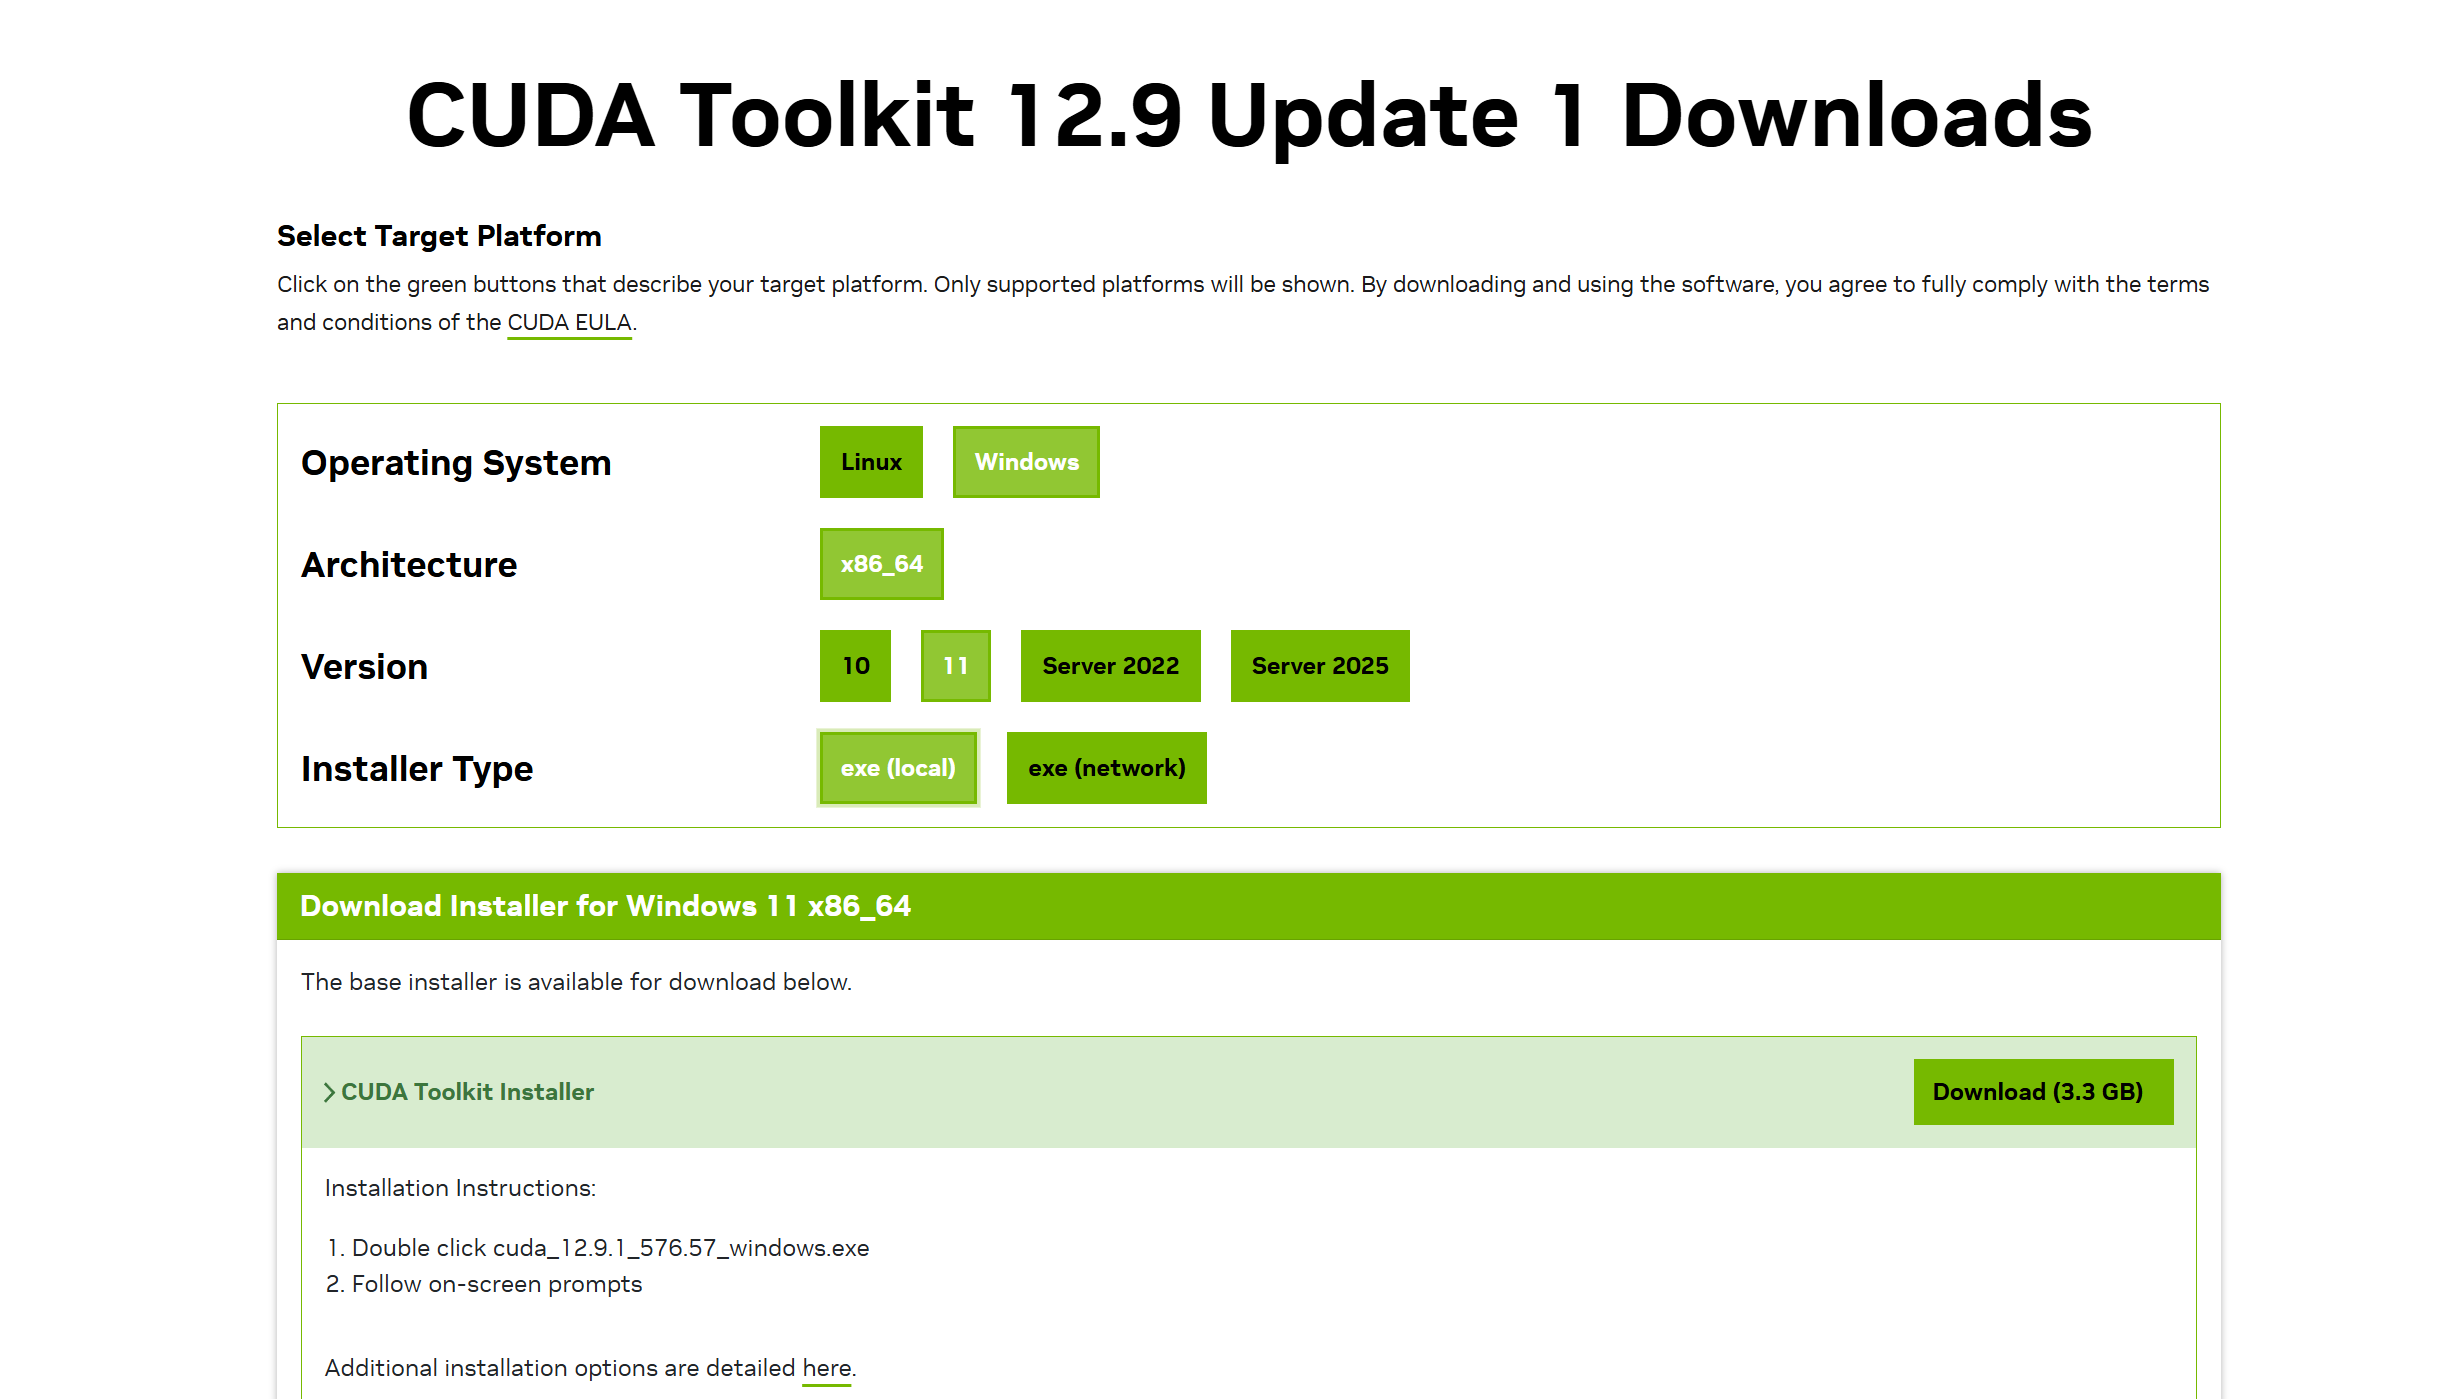 CUDA Toolkit 12.9 Update 1 Downloads
Select Target Platform
Click on the green buttons that describe your target platform. Only supported platforms will be shown. By downloading and using the software, you agree to fully comply with the terms
and conditions of the CUDA EULA.
Operating System
Linux
Windows
Architecture
x86_64
Version
10
11
Server 2022
Server 2025
Installer Type
exe (local)
exe (network)
Download Installer for Windows 11 x86_64
The base installer is available for download below.
CUDA Toolkit Installer
Download (3.3 GB)
Installation Instructions:
1. Double click cuda_12.9.1_576.57_windows.exe
2. Follow on-screen prompts
Additional installation options are detailed here.